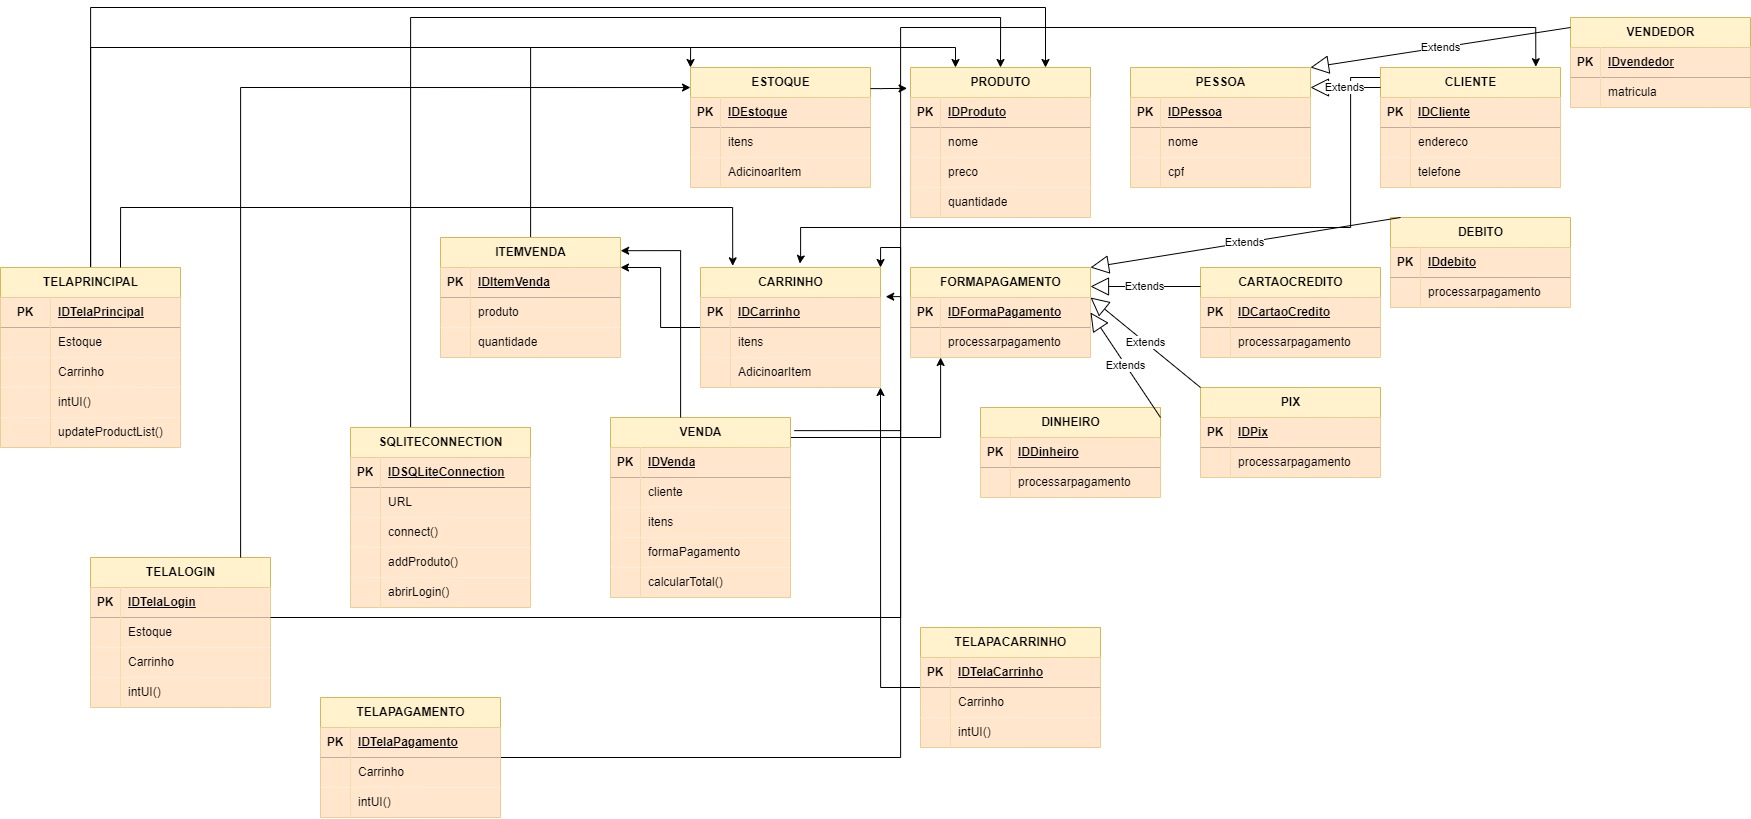 VENDEDOR
PK IDvendedor
matricula
Extends
ESTOQUE
PK IDEstoque
itens
AdicinoarItem
PRODUTO
PK IDProduto
nome
preco
quantidade
PESSOA
PK IDPessoa
nome
cpf
Extends
CLIENTE
PK IDCliente
endereco
telefone
DEBITO
PK IDdebito
processarpagamento
Extends
ITEMVENDA
PK IDItemVenda
produto
quantidade
TELAPRINCIPAL
PK IDTelaPrincipal
Estoque
Carrinho
intUI()
updateProductList()
CARRINHO
PK IDCarrinho
itens
AdicinoarItem
FORMAPAGAMENTO
PK IDFormaPagamento
processarpagamento
Extends
CARTAOCREDITO
PK IDCartaoCredito
processarpagamento
Extends
Extends
PIX
PK IDPix
processarpagamento
DINHEIRO
PK IDDinheiro
processarpagamento
SQLITECONNECTION
PK IDSQLiteConnection
URL
connect()
addProduto()
abrirLogin()
VENDA
PK IDVenda
cliente
itens
formaPagamento
calcularTotal()
TELALOGIN
PK IDTelaLogin
Estoque
Carrinho
intUI()
TELAPACARRINHO
PK IDTelaCarrinho
Carrinho
intUI()
TELAPAGAMENTO
PK IDTelaPagamento
Carrinho
intUI()